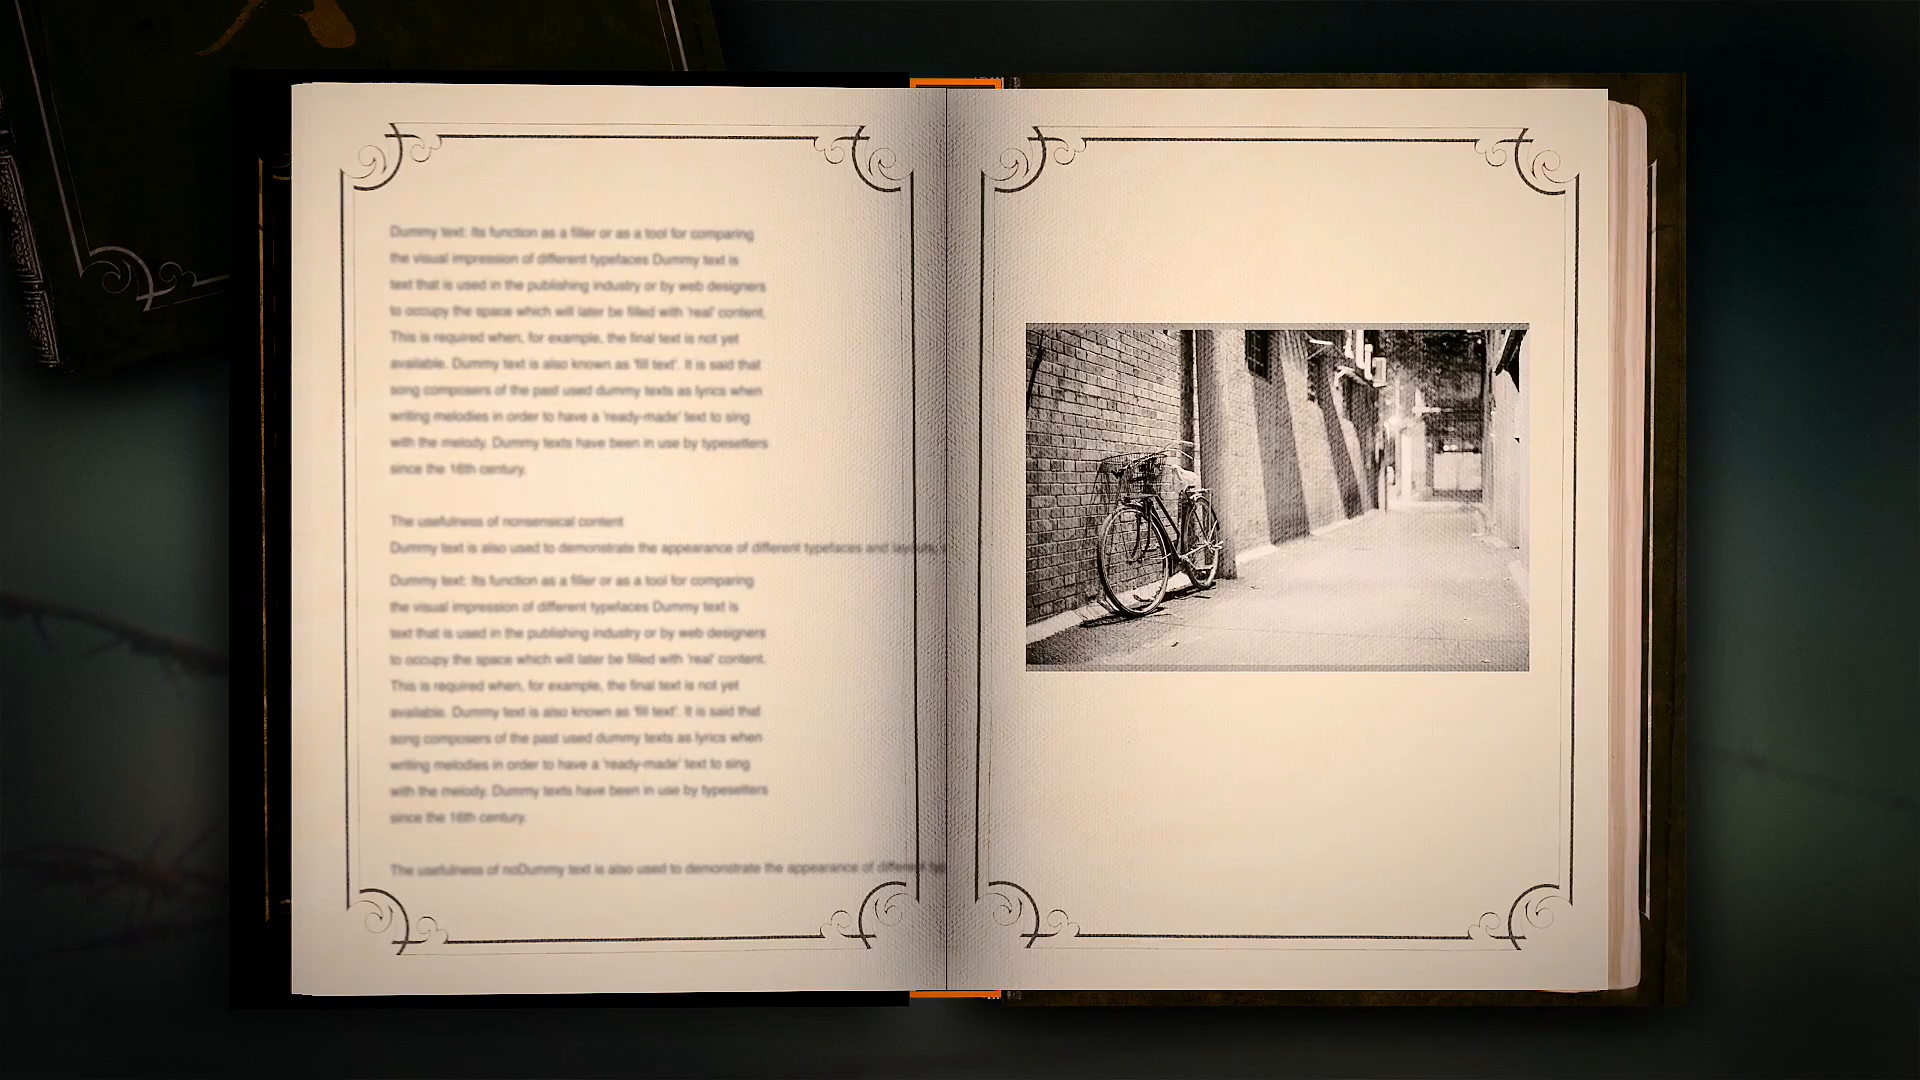 Dummy text: Its function as a filler or as a tool for comparing
the visual impression of different typefaces Dummy text is
text that is used in the publishing industry or by web designers
to occupy the space which will later be filled with 'real' content.
This is required when, for example, the final text is not yet
available. Dummy text is also known as 'fill text'. It is said that
song composers of the past used dummy texts as lyrics when
writing melodies in order to have a 'ready-made' text to sing
with the melody. Dummy texts have been in use by typesetters
since the 16th century.
The usefulness of nonsensical content
Dummy text is also used to demonstrate the appearance of different typefaces and layouts,
Dummy text: Its function as a filler or as a tool for comparing
the visual impression of different typefaces Dummy text is
text that is used in the publishing industry or by web designers
to occupy the space which will later be filled with 'real' content.
This is required when, for example, the final text is not yet
available. Dummy text is also known as 'fill text'. It is said that
song composers of the past used dummy texts as lyrics when
writing melodies in order to have a 'ready-made' text to sing
with the melody. Dummy texts have been in use by typesetters
since the 16th century.
The usefulness of noDummy text is also used to demonstrate the appearance of different